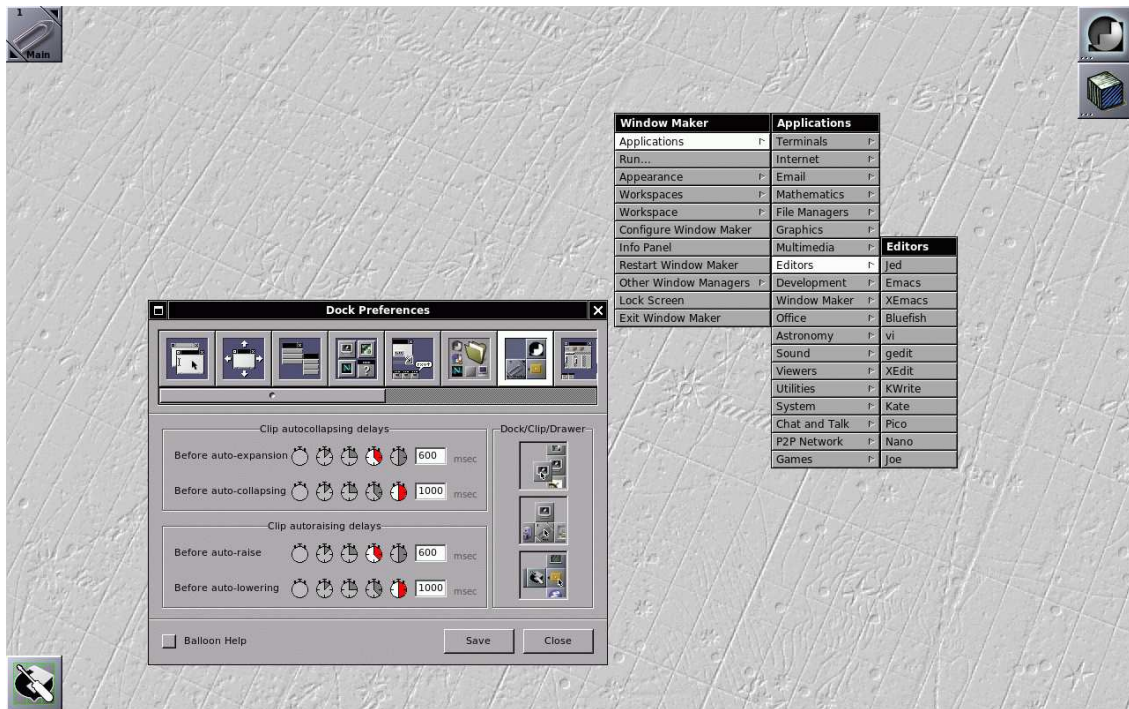 1
Main
Window Maker
Applications
Run...
Appearance
Workspaces
Workspace
Configure Window Maker
Info Panel
Restart Window Maker
Other Window Managers
Lock Screen
Exit Window Maker
Applications
Terminals
Internet
Email
Mathematics
File Managers
Graphics
Multimedia
Editors
Development
Window Maker
Office
Astronomy
Sound
Viewers
Utilities
System
Chat and Talk
P2P Network
Games
Editors
Jed
Emacs
XEmacs
Bluefish
vi
gedit
XEdit
KWrite
Kate
Pico
Nano
Joe
Dock Preferences
Clip autocollapsing delays
Before auto-expansion 600 msec
Before auto-collapsing 1000 msec
Clip autoraising delays
Before auto-raise 600 msec
Before auto-lowering 1000 msec
Dock/Clip/Drawer
Balloon Help
Save
Close